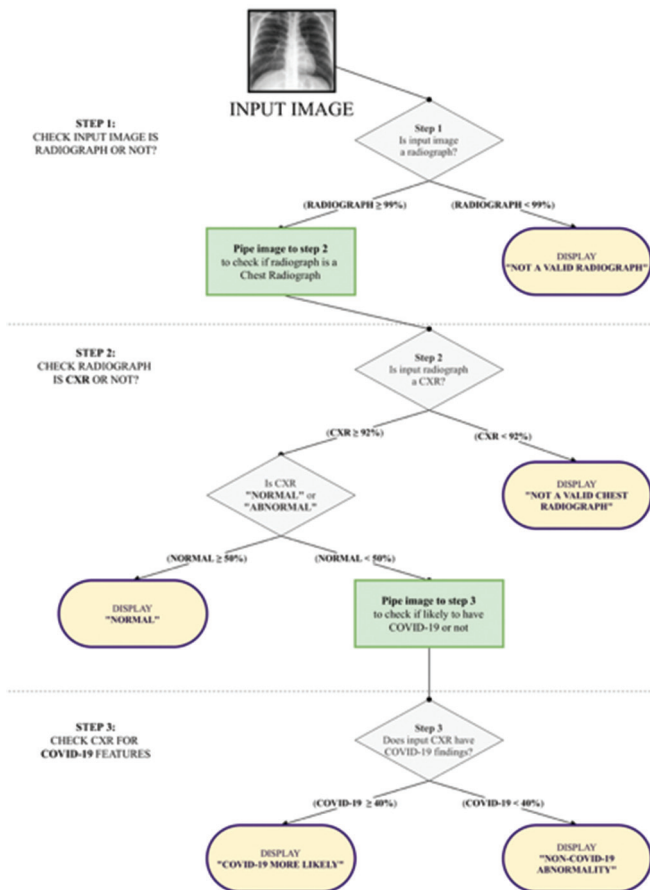 INPUT IMAGE
STEP 1:
CHECK INPUT IMAGE IS
RADIOGRAPH OR NOT?
Step 1
Is input image
a radiograph?
(RADIOGRAPH ≥ 99%)
(RADIOGRAPH < 99%)
Pipe image to step 2
to check if radiograph is a
Chest Radiograph
DISPLAY
"NOT A VALID RADIOGRAPH"
STEP 2:
CHECK RADIOGRAPH
IS CXR OR NOT?
Step 2
Is input radiograph
a CXR?
(CXR ≥ 92%)
(CXR < 92%)
Is CXR
"NORMAL" or
"ABNORMAL"
DISPLAY
"NOT A VALID CHEST
RADIOGRAPH"
(NORMAL ≥ 50%)
(NORMAL < 50%)
DISPLAY
"NORMAL"
Pipe image to step 3
to check if likely to have
COVID-19 or not
STEP 3:
CHECK CXR FOR
COVID-19 FEATURES
Step 3
Does input CXR have
COVID-19 findings?
(COVID-19 ≥ 40%)
(COVID-19 < 40%)
DISPLAY
"COVID-19 MORE LIKELY"
DISPLAY
"NON-COVID-19
ABNORMALITY"